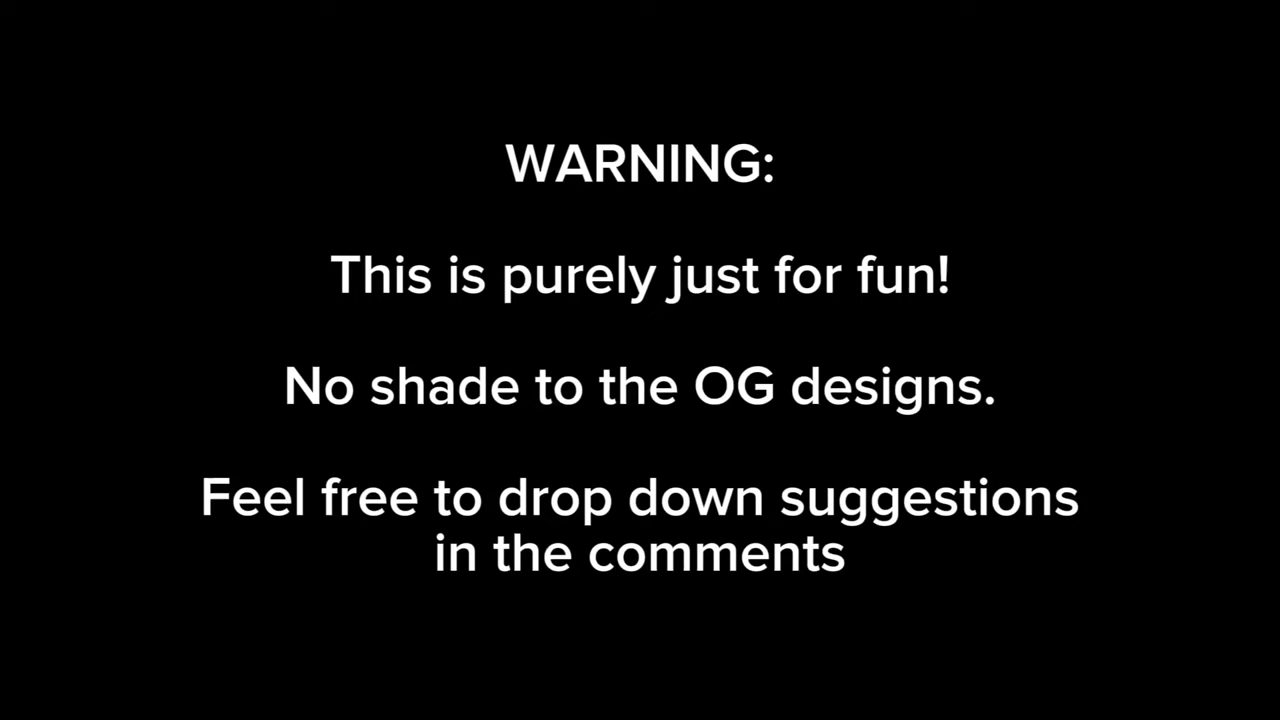 WARNING:
This is purely just for fun!
No shade to the OG designs.
Feel free to drop down suggestions
in the comments